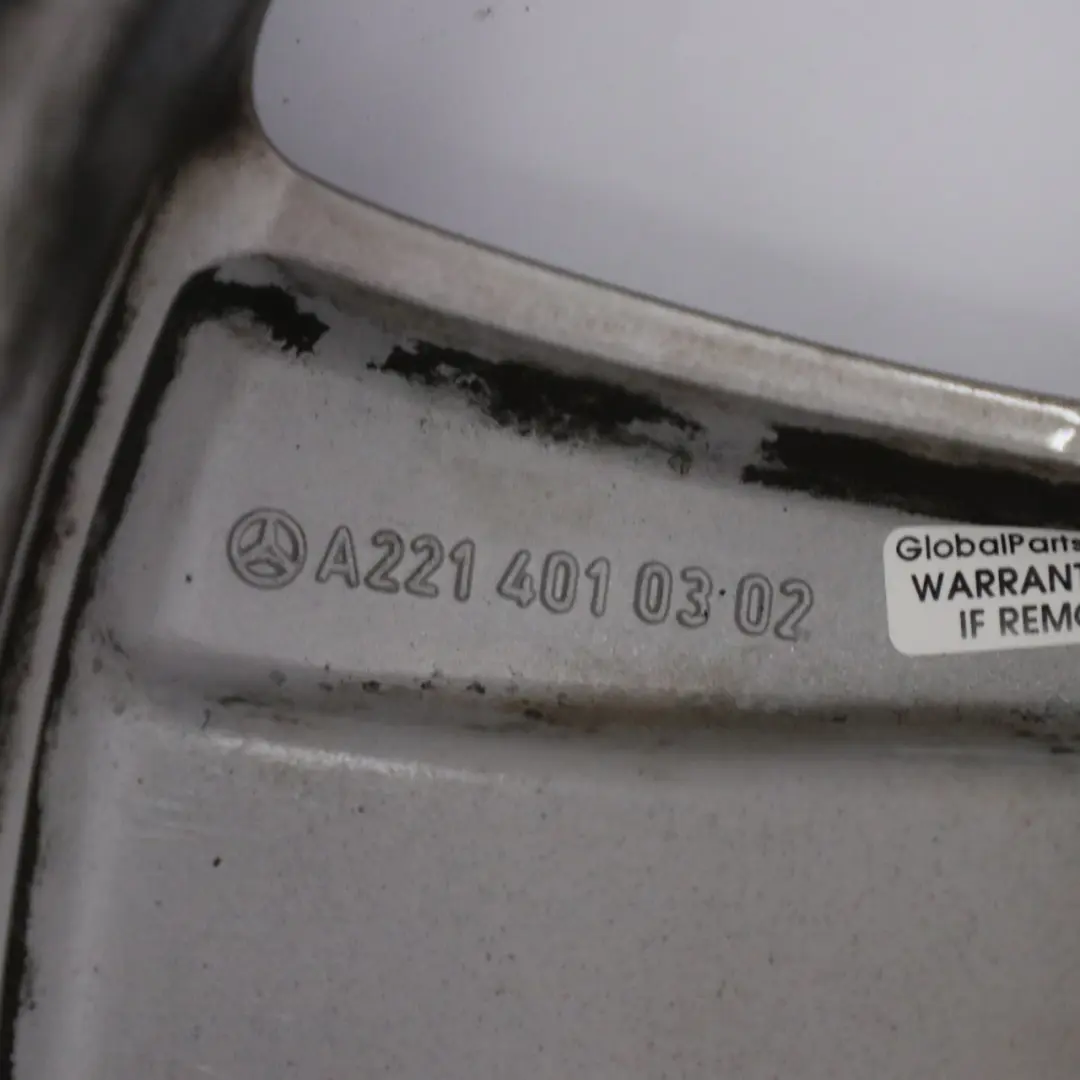 A221 401 03 02
GlobalParts
WARRANT
IF REMO